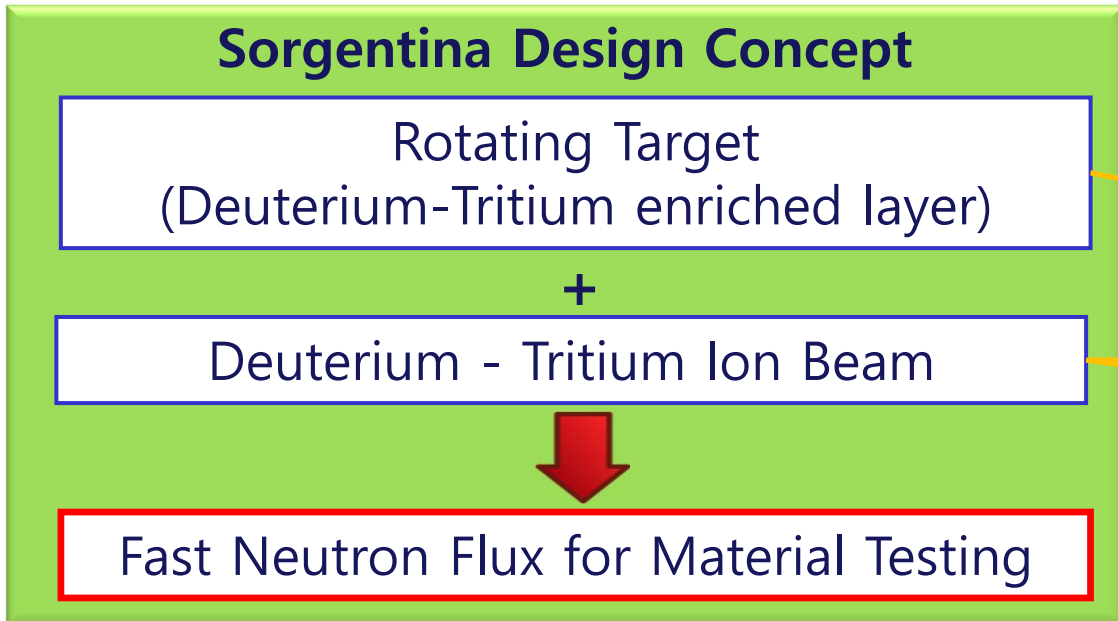 Sorgentina Design Concept
Rotating Target
(Deuterium-Tritium enriched layer)
+
Deuterium - Tritium Ion Beam
Fast Neutron Flux for Material Testing